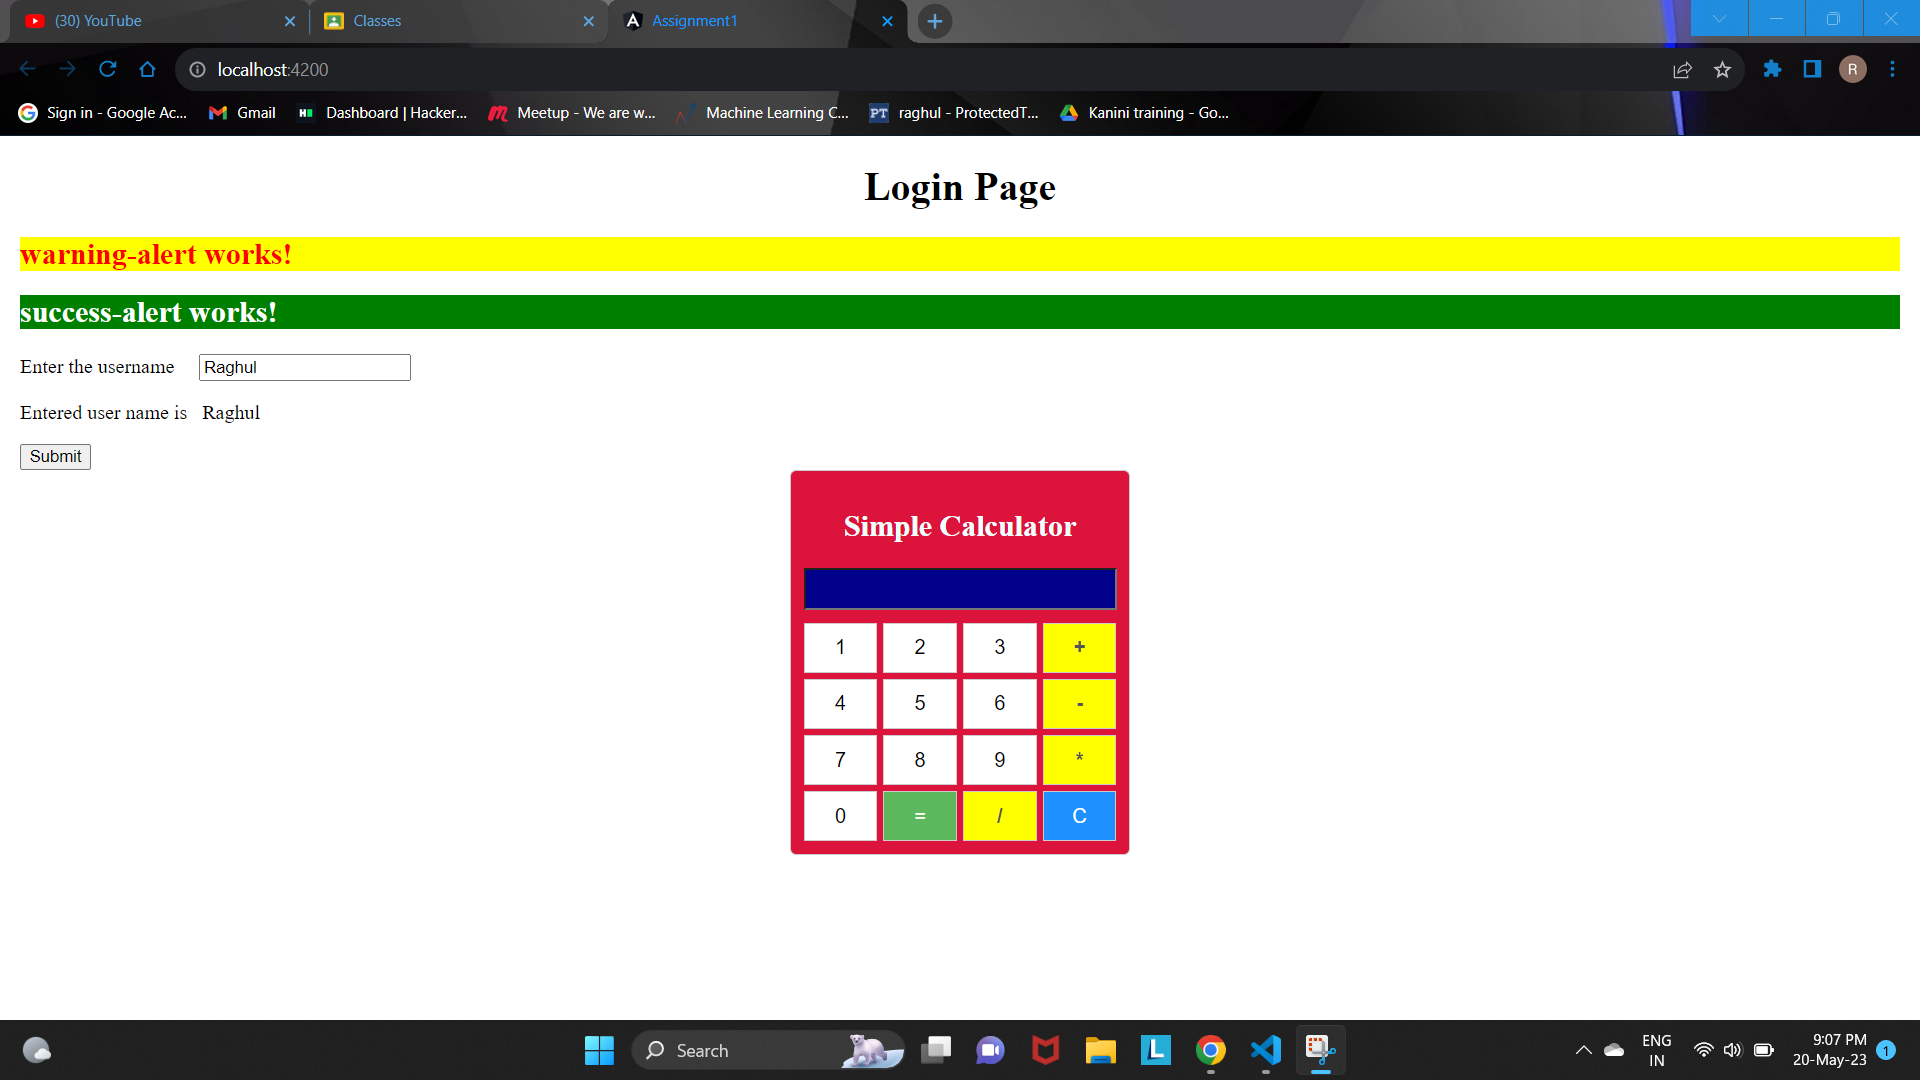 (30) YouTube
Classes
Assignment1
localhost:4200
R
Sign in - Google Ac...
Gmail
Dashboard | Hacker...
Meetup - We are w...
Machine Learning C...
PT
raghul - ProtectedT...
Kanini training - Go...
Login Page
warning-alert works!
success-alert works!
Enter the username Raghul
Entered user name is Raghul
Submit
Simple Calculator
1 2 3 +
4 5 6 -
7 8 9 *
0 = / C
Search
L
ENG
IN
9:07 PM
20-May-23
1